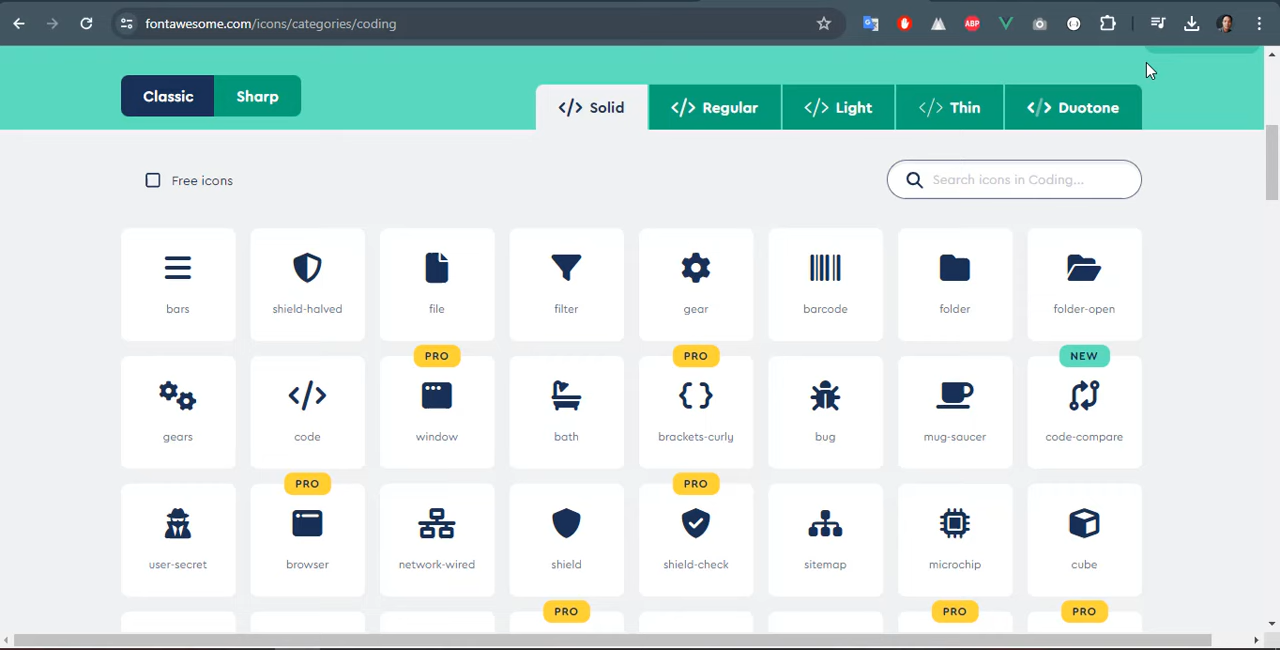 fontawesome.com/icons/categories/coding
ABP
Classic Sharp
</> Solid </> Regular </> Light </> Thin </> Duotone
Free icons
Search icons in Coding...
bars shield-halved file filter gear barcode folder folder-open
PRO PRO NEW
gears code window bath brackets-curly bug mug-saucer code-compare
PRO PRO
user-secret browser network-wired shield shield-check sitemap microchip cube
PRO PRO PRO